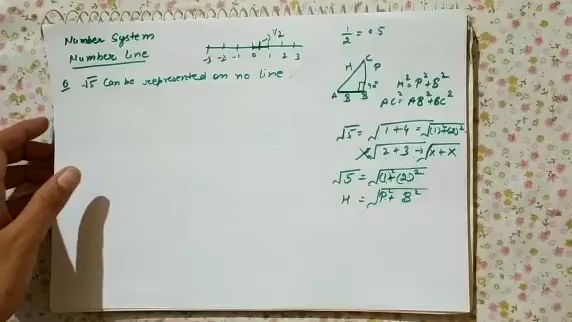 Number System
Number Line
Q √5 Can be represented on no line.
1/2
-3 -2 -1 0 1 2 3
1/2 = 0.5
H C P
A B B 90°
H² = P² + B²
AC² = AB² + BC²
√5 = √1+4 = √(1)²+(2)²
×√2+3 → √x+x
√5 = √(1)²+(2)²
H = √P²+B²